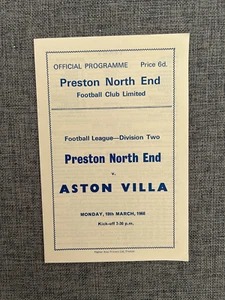 OFFICIAL PROGRAMME Price 6d.
Preston North End
Football Club Limited
Football League—Division Two
Preston North End
v.
ASTON VILLA
MONDAY, 18th MARCH, 1968
Kick-off 7-30 p.m.